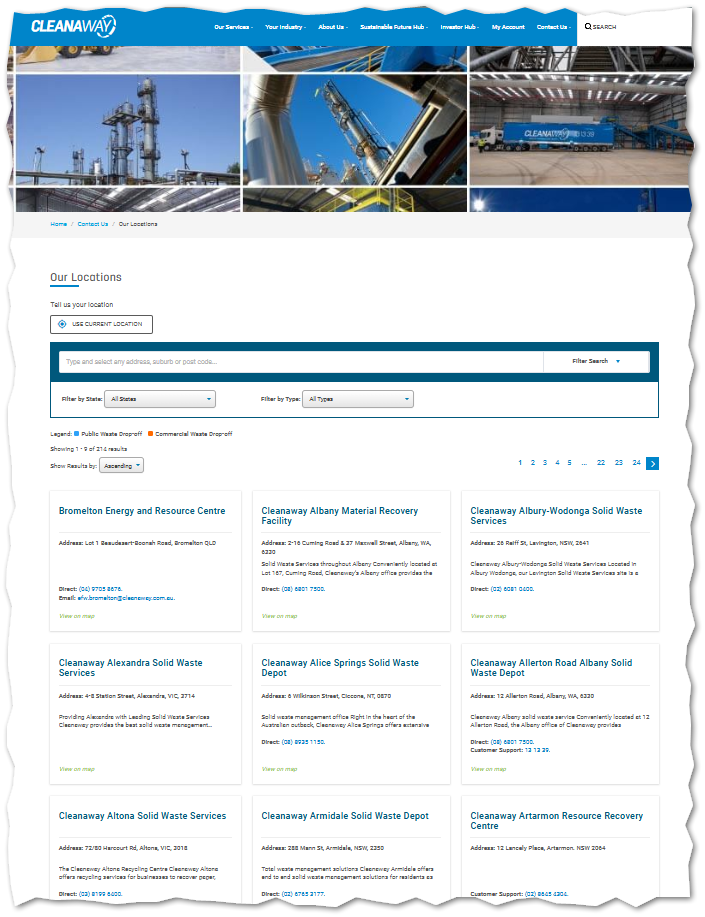 CLEANAWAY
Our Services Your Industry About Us Sustainable Future Hub Investor Hub My Account Contact Us SEARCH
CLEANAWAY 13 13 39
Home / Contact Us / Our Locations
Our Locations
Tell us your location
USE CURRENT LOCATION
Type and select any address, suburb or post code...
Filter Search
Filter by State: All States
Filter by Type: All Types
Legend: Public Waste Drop-off Commercial Waste Drop-off
Showing 1 - 9 of 214 results
Show Results by: Ascending
1 2 3 4 5 ... 22 23 24
Bromelton Energy and Resource Centre
Address: Lot 1 Beaudesert-Boonah Road, Bromelton QLD
Direct: (04) 9705 8678.
Email: efw.bromelton@cleanaway.com.au.
View on map
Cleanaway Albany Material Recovery
Facility
Address: 2-16 Cuming Road & 37 Maxwell Street, Albany, WA,
6330
Solid Waste Services throughout Albany Conveniently located at
Lot 167, Cuming Road, Cleanaway's Albany office provides the
Direct: (08) 6801 7500.
View on map
Cleanaway Albury-Wodonga Solid Waste
Services
Address: 26 Reiff St, Lavington, NSW, 2641
Cleanaway Albury-Wodonga Solid Waste Services Located in
Albury Wodonga, our Lavington Solid Waste Services site is a
Direct: (02) 6081 0400.
View on map
Cleanaway Alexandra Solid Waste
Services
Address: 4-8 Station Street, Alexandra, VIC, 3714
Providing Alexandra with Leading Solid Waste Services
Cleanaway provides the best solid waste management...
View on map
Cleanaway Alice Springs Solid Waste
Depot
Address: 6 Wilkinson Street, Ciccone, NT, 0870
Solid waste management office Right in the heart of the
Australian outback, Cleanaway Alice Springs offers extensive
Direct: (08) 8935 1150.
View on map
Cleanaway Allerton Road Albany Solid
Waste Depot
Address: 12 Allerton Road, Albany, WA, 6330
Cleanaway Albany solid waste service Conveniently located at 12
Allerton Road, the Albany office of Cleanaway provides
Direct: (08) 6801 7500.
Customer Support: 13 13 39.
View on map
Cleanaway Altona Solid Waste Services
Address: 72/80 Harcourt Rd, Altona, VIC, 3018
The Cleanaway Altona Recycling Centre Cleanaway Altona
offers recycling services for businesses to recover paper,
Direct: (03) 8199 6400.
Cleanaway Armidale Solid Waste Depot
Address: 288 Mann St, Armidale, NSW, 2350
Total waste management solutions Cleanaway Armidale offers
end to end solid waste management solutions for residents as
Direct: (02) 6765 3177.
Cleanaway Artarmon Resource Recovery
Centre
Address: 12 Lancely Place, Artarmon. NSW 2064
Customer Support: (02) 8645 4304.